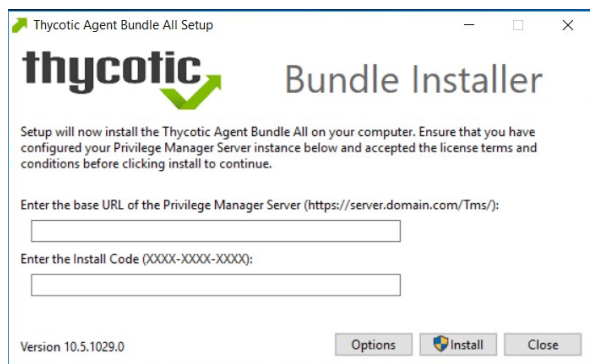 Thycotic Agent Bundle All Setup
thycotic
Bundle Installer
Setup will now install the Thycotic Agent Bundle All on your computer. Ensure that you have
configured your Privilege Manager Server instance below and accepted the license terms and
conditions before clicking install to continue.
Enter the base URL of the Privilege Manager Server (https://server.domain.com/Tms/):
Enter the Install Code (XXXX-XXXX-XXXX):
Version 10.5.1029.0
Options
Install
Close